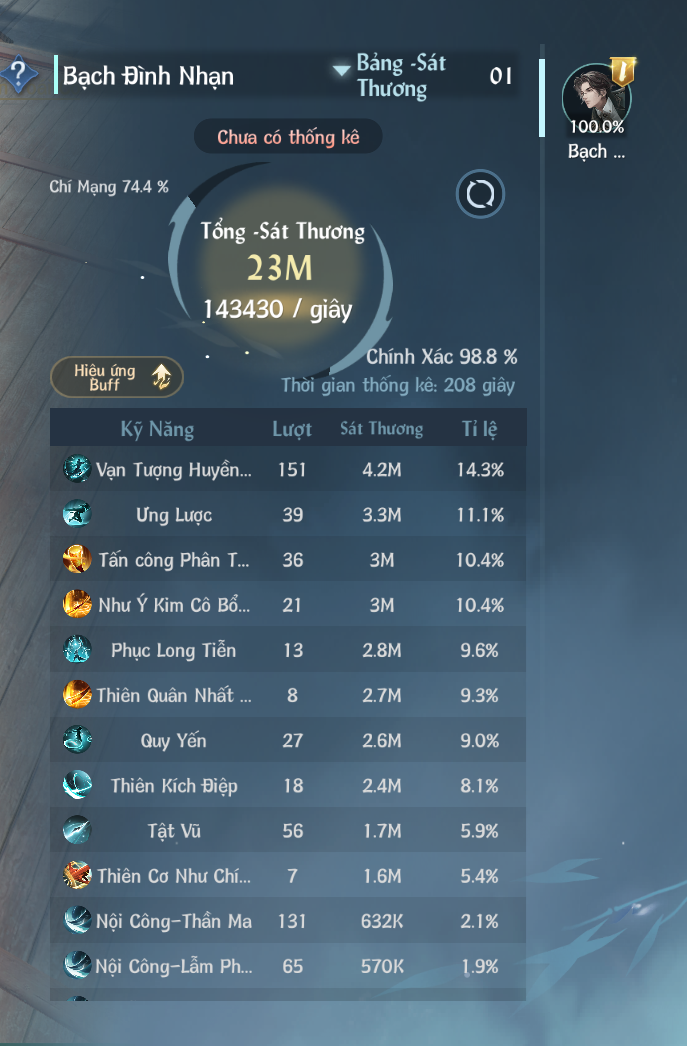 ?
Bạch Đình Nhạn
Bảng -Sát
Thương
01
Chưa có thống kê
100.0%
Bạch ...
Chí Mạng 74.4 %
Tổng -Sát Thương
23M
143430 / giây
Chính Xác 98.8 %
Hiệu ứng
Buff
Thời gian thống kê: 208 giây
Kỹ Năng Lượt Sát Thương Tỉ lệ
Vạn Tượng Huyền... 151 4.2M 14.3%
Ưng Lược 39 3.3M 11.1%
Tấn công Phân T... 36 3M 10.4%
Như Ý Kim Cô Bổ... 21 3M 10.4%
Phục Long Tiễn 13 2.8M 9.6%
Thiên Quân Nhất ... 8 2.7M 9.3%
Quy Yến 27 2.6M 9.0%
Thiên Kích Điệp 18 2.4M 8.1%
Tật Vũ 56 1.7M 5.9%
Thiên Cơ Như Chí... 7 1.6M 5.4%
Nội Công-Thần Ma 131 632K 2.1%
Nội Công-Lẫm Ph... 65 570K 1.9%